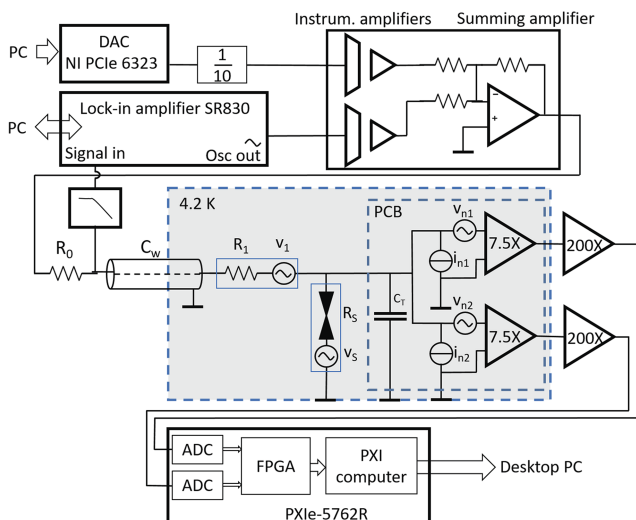 Instrum. amplifiers
Summing amplifier
PC
DAC
NI PCIe 6323
1
10
Lock-in amplifier SR830
PC
Signal in
Osc out
−
+
4.2 K
PCB
R0
Cw
R1
v1
RS
vS
CT
vn1
in1
7.5X
200X
vn2
in2
7.5X
200X
ADC
ADC
FPGA
PXI
computer
Desktop PC
PXIe-5762R